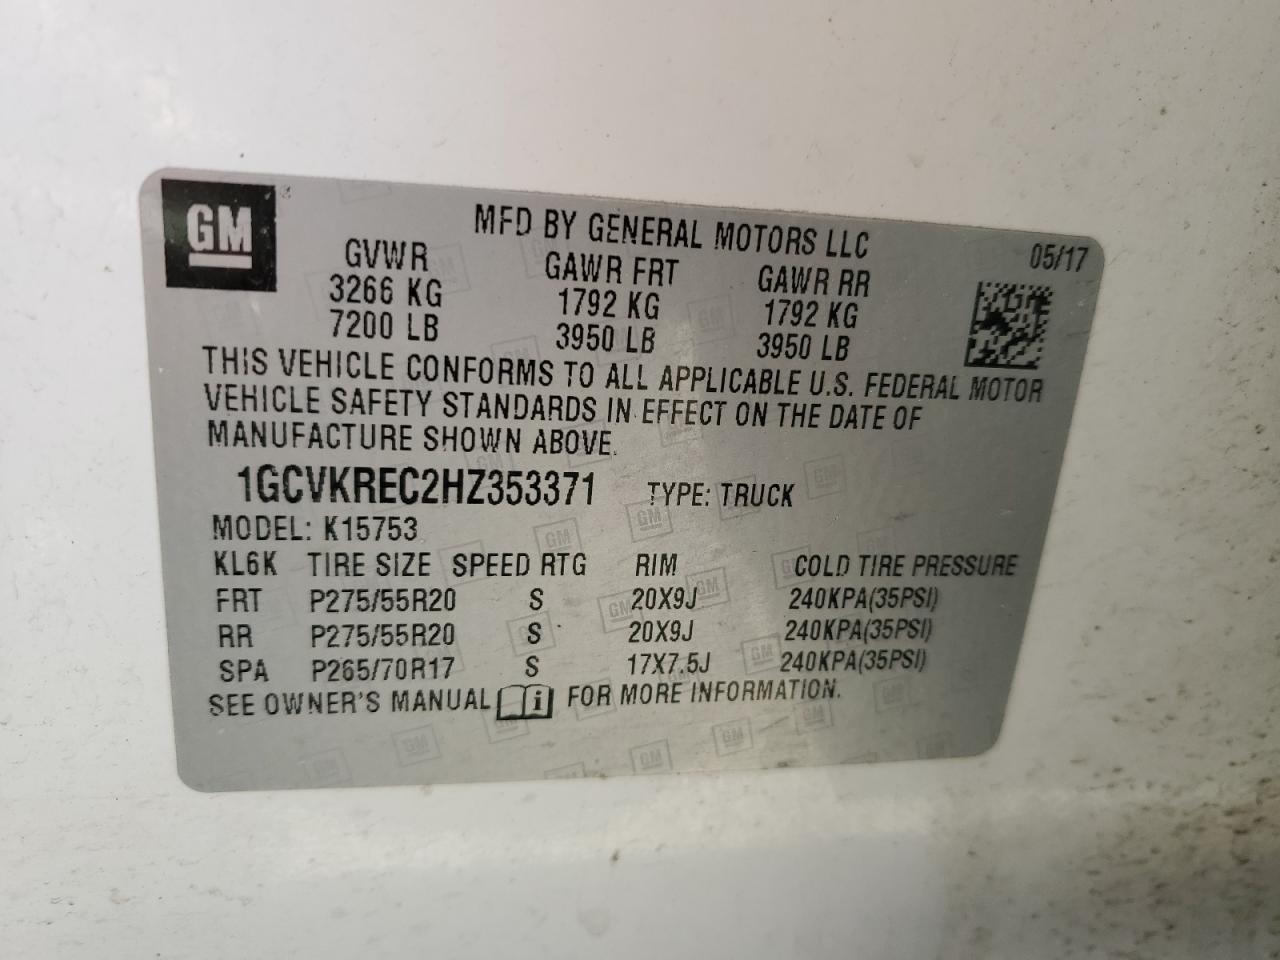 GM ®
MFD BY GENERAL MOTORS LLC 05/17
GVWR GAWR FRT GAWR RR
3266 KG 1792 KG 1792 KG
7200 LB 3950 LB 3950 LB
THIS VEHICLE CONFORMS TO ALL APPLICABLE U.S. FEDERAL MOTOR
VEHICLE SAFETY STANDARDS IN EFFECT ON THE DATE OF
MANUFACTURE SHOWN ABOVE.
1GCVKREC2HZ353371 TYPE: TRUCK
MODEL: K15753
KL6K TIRE SIZE SPEED RTG RIM COLD TIRE PRESSURE
FRT P275/55R20 S 20X9J 240KPA(35PSI)
RR P275/55R20 S 20X9J 240KPA(35PSI)
SPA P265/70R17 S 17X7.5J 240KPA(35PSI)
SEE OWNER'S MANUAL i FOR MORE INFORMATION.